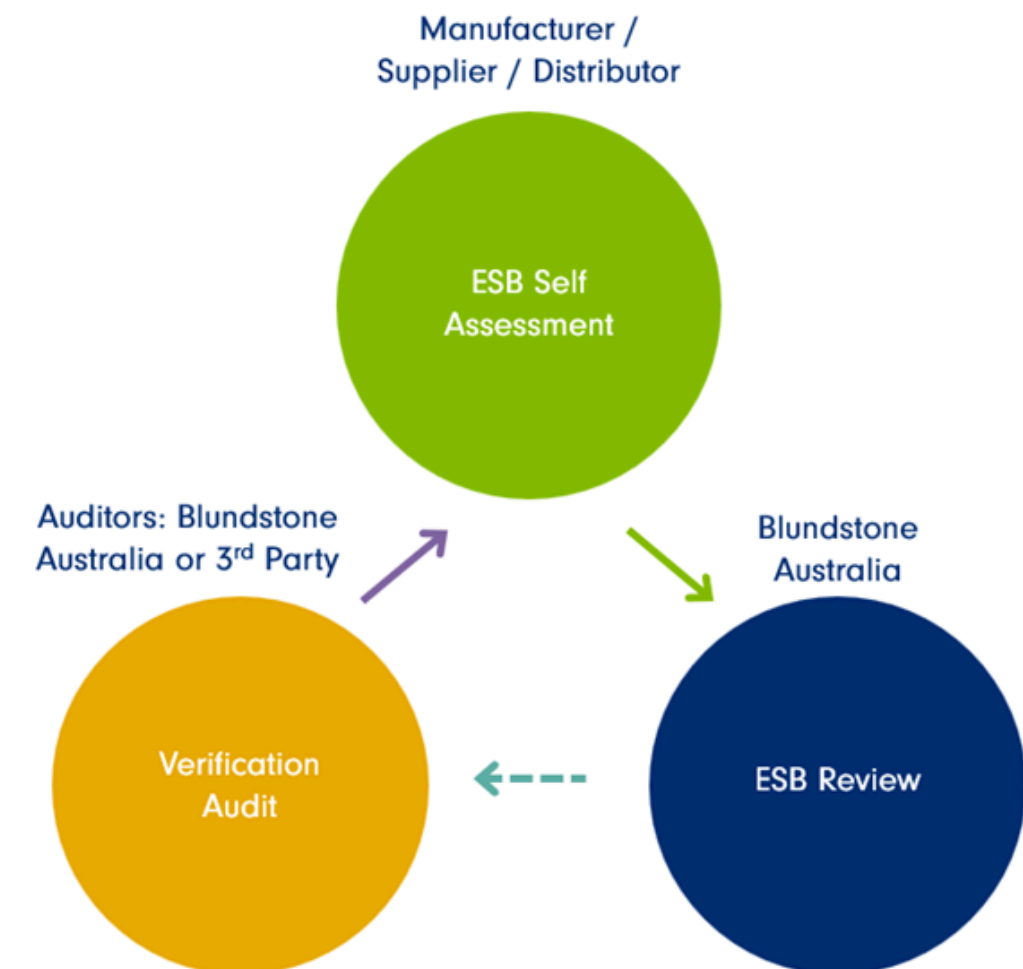 Manufacturer /
Supplier / Distributor
ESB Self
Assessment
Auditors: Blundstone
Australia or 3rd Party
Blundstone
Australia
Verification
Audit
ESB Review